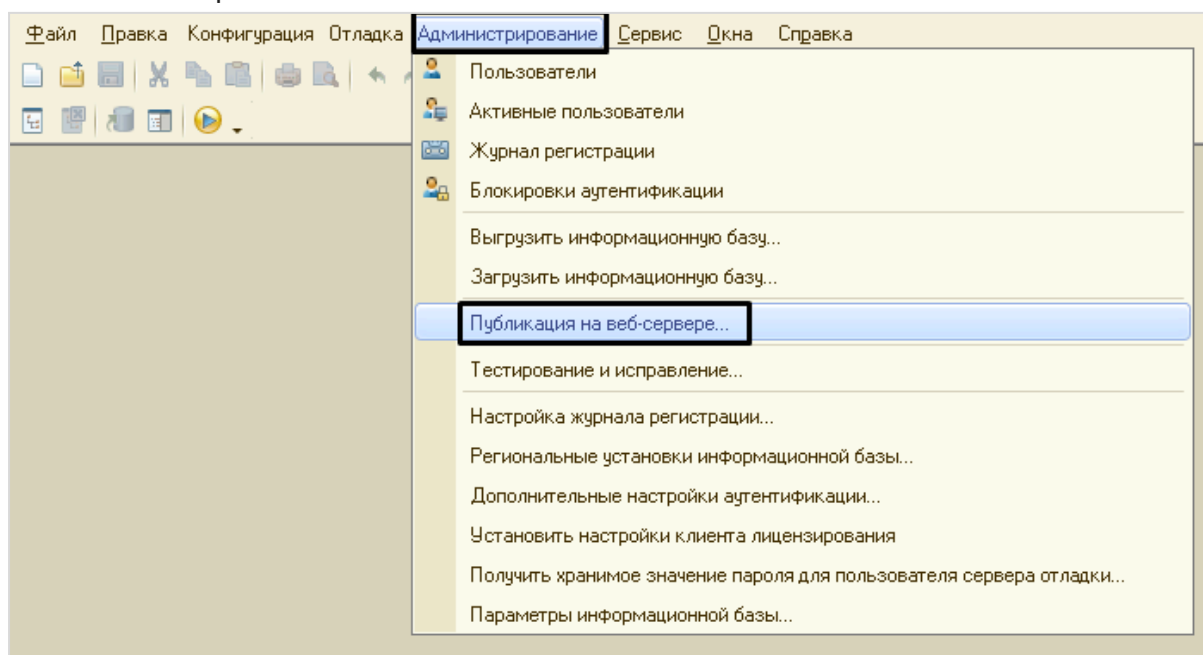 Файл Правка Конфигурация Отладка Администрирование Сервис Окна Справка
Пользователи
Активные пользователи
Журнал регистрации
Блокировки аутентификации
Выгрузить информационную базу...
Загрузить информационную базу...
Публикация на веб-сервере...
Тестирование и исправление...
Настройка журнала регистрации...
Региональные установки информационной базы...
Дополнительные настройки аутентификации...
Установить настройки клиента лицензирования
Получить хранимое значение пароля для пользователя сервера отладки...
Параметры информационной базы...